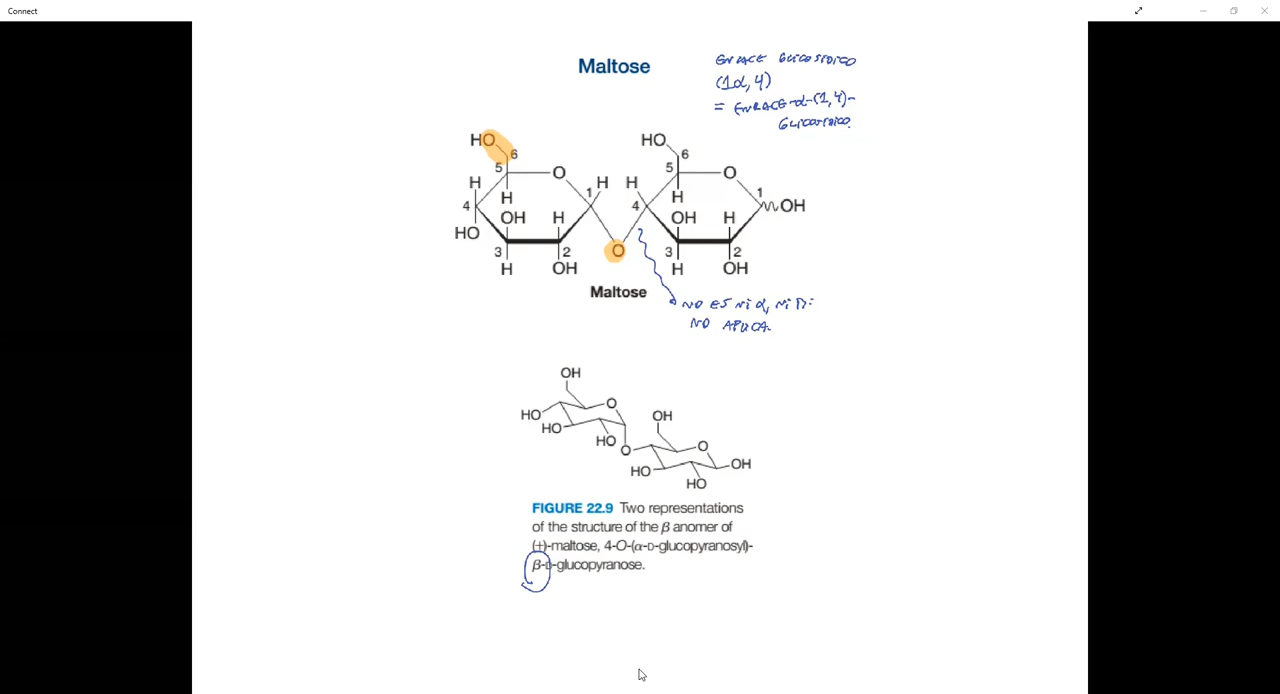 Connect
Maltose
ENLACE GLICOSÍDICO
(1α,4)
= ENLACE-α-(1,4)-
GLICOSÍDICO.
HO 6 HO 6
5 O 5 O
H 1 H H 1
4 H 4 H OH
OH H OH H
HO
3 2 O 3 2
H OH H OH
Maltose
NO ES NI α, NI β:
NO APLICA.
OH
O
HO OH
HO
HO O O
HO OH
HO
FIGURE 22.9 Two representations
of the structure of the β anomer of
(+)-maltose, 4-O-(α-D-glucopyranosyl)-
β-D-glucopyranose.